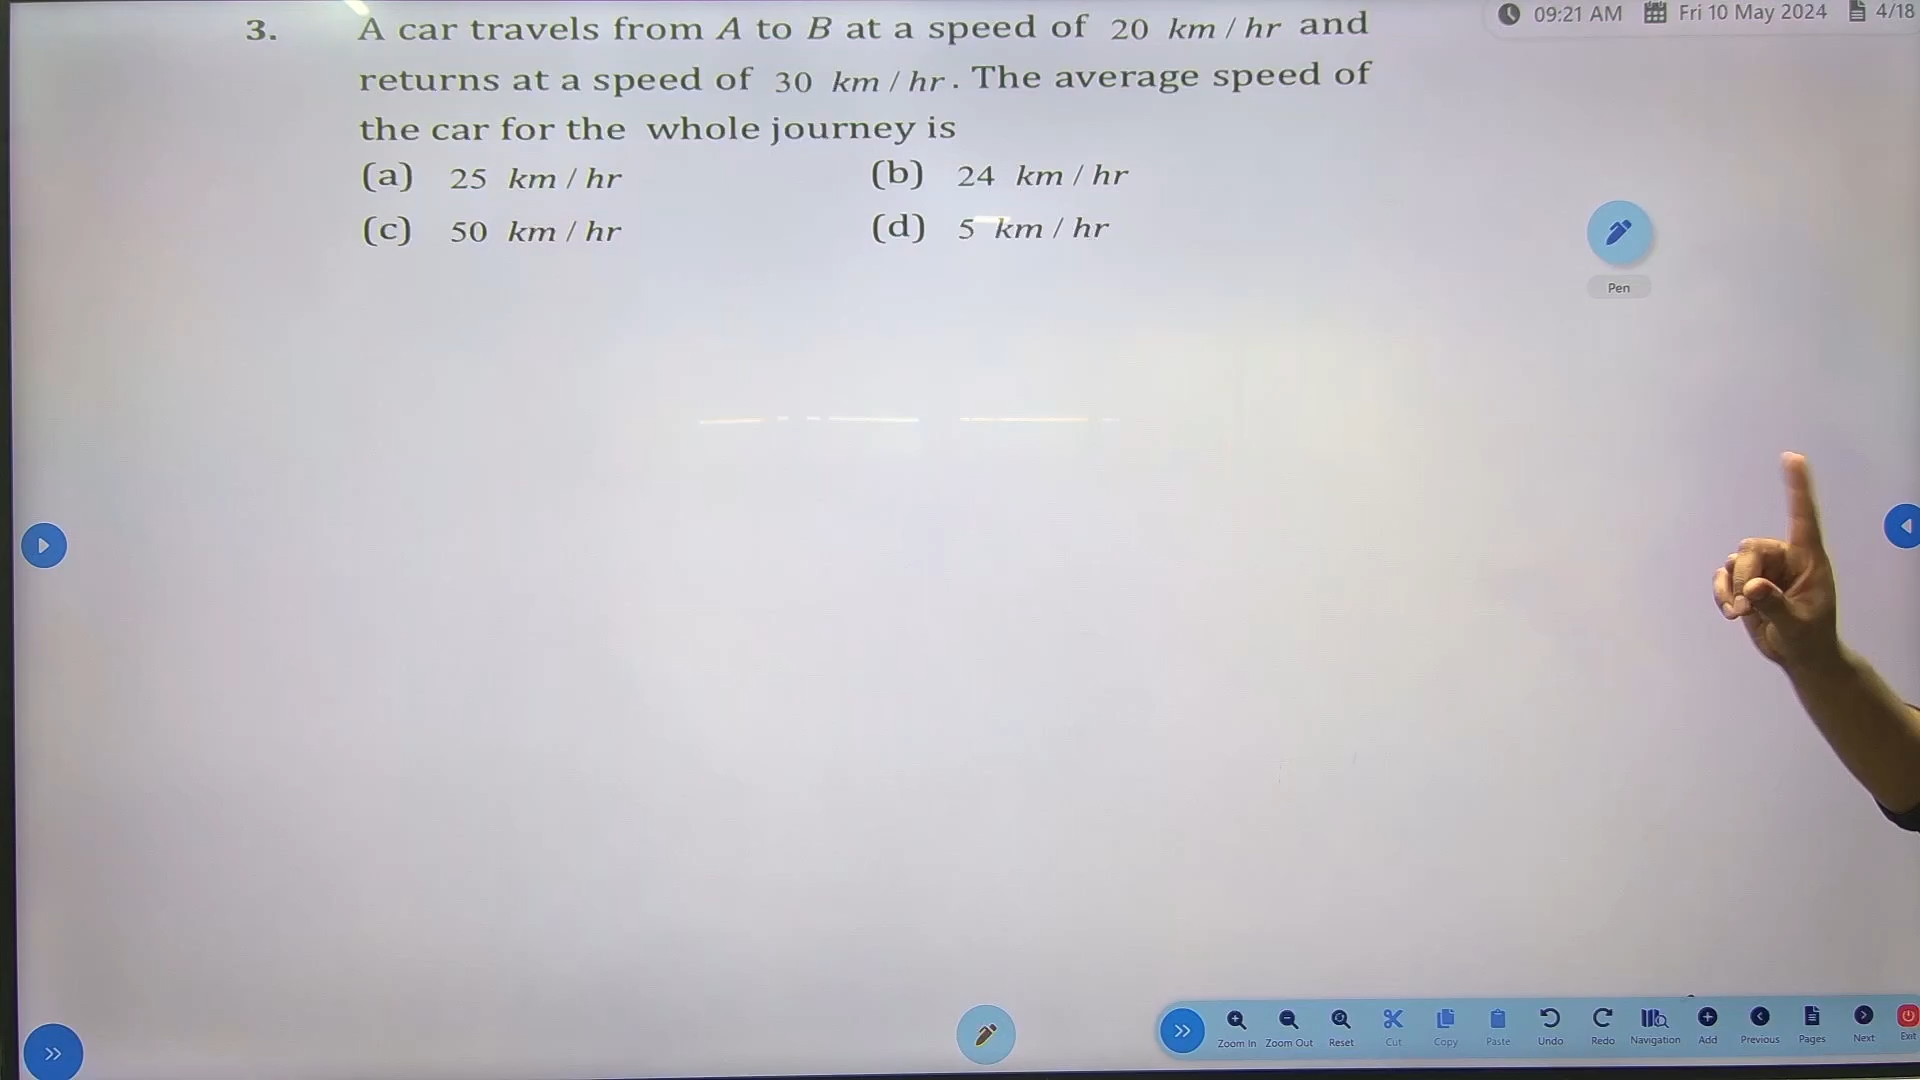 09:21 AM Fri 10 May 2024 4/18
3. A car travels from A to B at a speed of 20 km / hr and
returns at a speed of 30 km / hr. The average speed of
the car for the whole journey is
(a) 25 km / hr (b) 24 km / hr
(c) 50 km / hr (d) 5 km / hr
Pen
Zoom In Zoom Out Reset Cut Copy Paste Undo Redo Navigation Add Previous Pages Next Exit